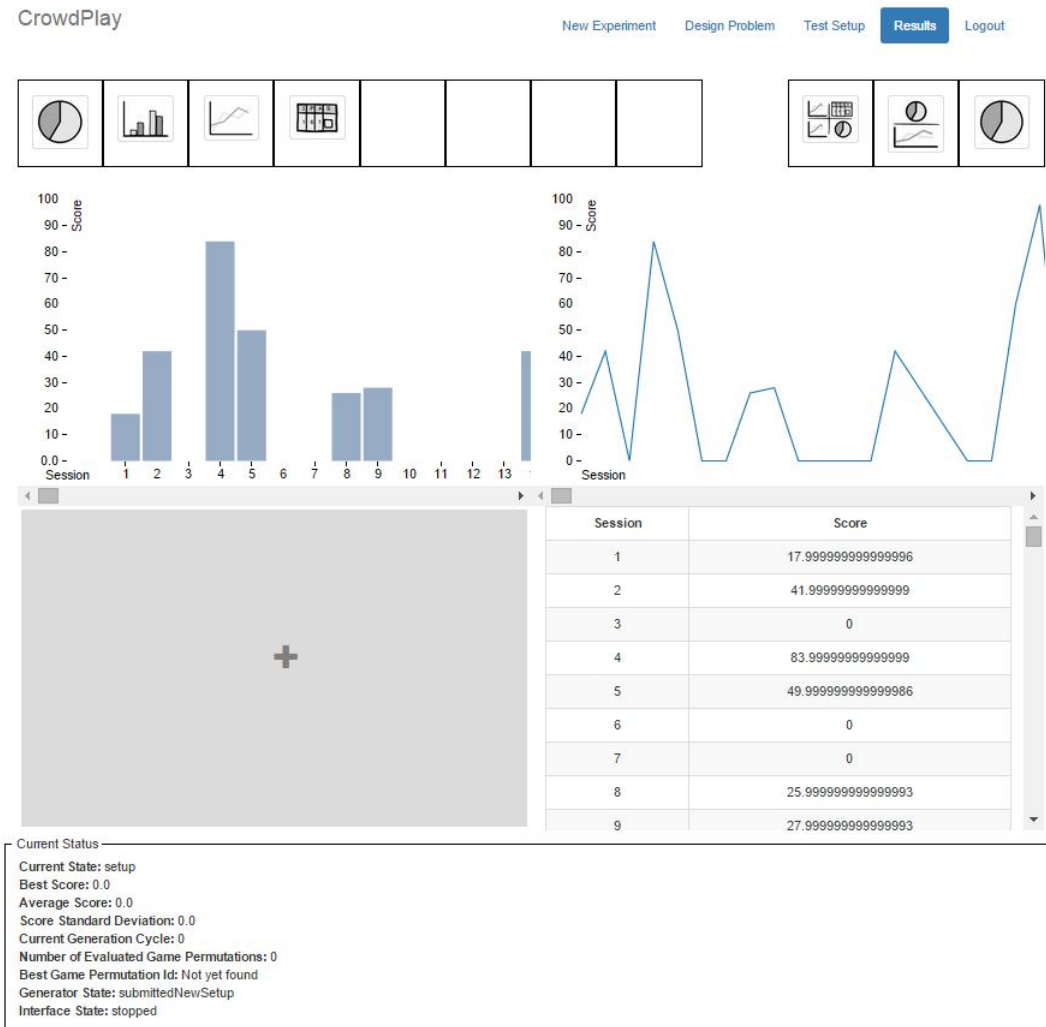 CrowdPlay
New Experiment Design Problem Test Setup Results Logout
100
Score
90
80
70
60
50
40
30
20
10
0.0
Session 1 2 3 4 5 6 7 8 9 10 11 12 13
100
Score
90
80
70
60
50
40
30
20
10
0
Session
Session Score
1 17.999999999999996
2 41.99999999999999
3 0
4 83.99999999999999
5 49.999999999999986
6 0
7 0
8 25.999999999999993
9 27.999999999999993
Current Status
Current State: setup
Best Score: 0.0
Average Score: 0.0
Score Standard Deviation: 0.0
Current Generation Cycle: 0
Number of Evaluated Game Permutations: 0
Best Game Permutation Id: Not yet found
Generator State: submittedNewSetup
Interface State: stopped